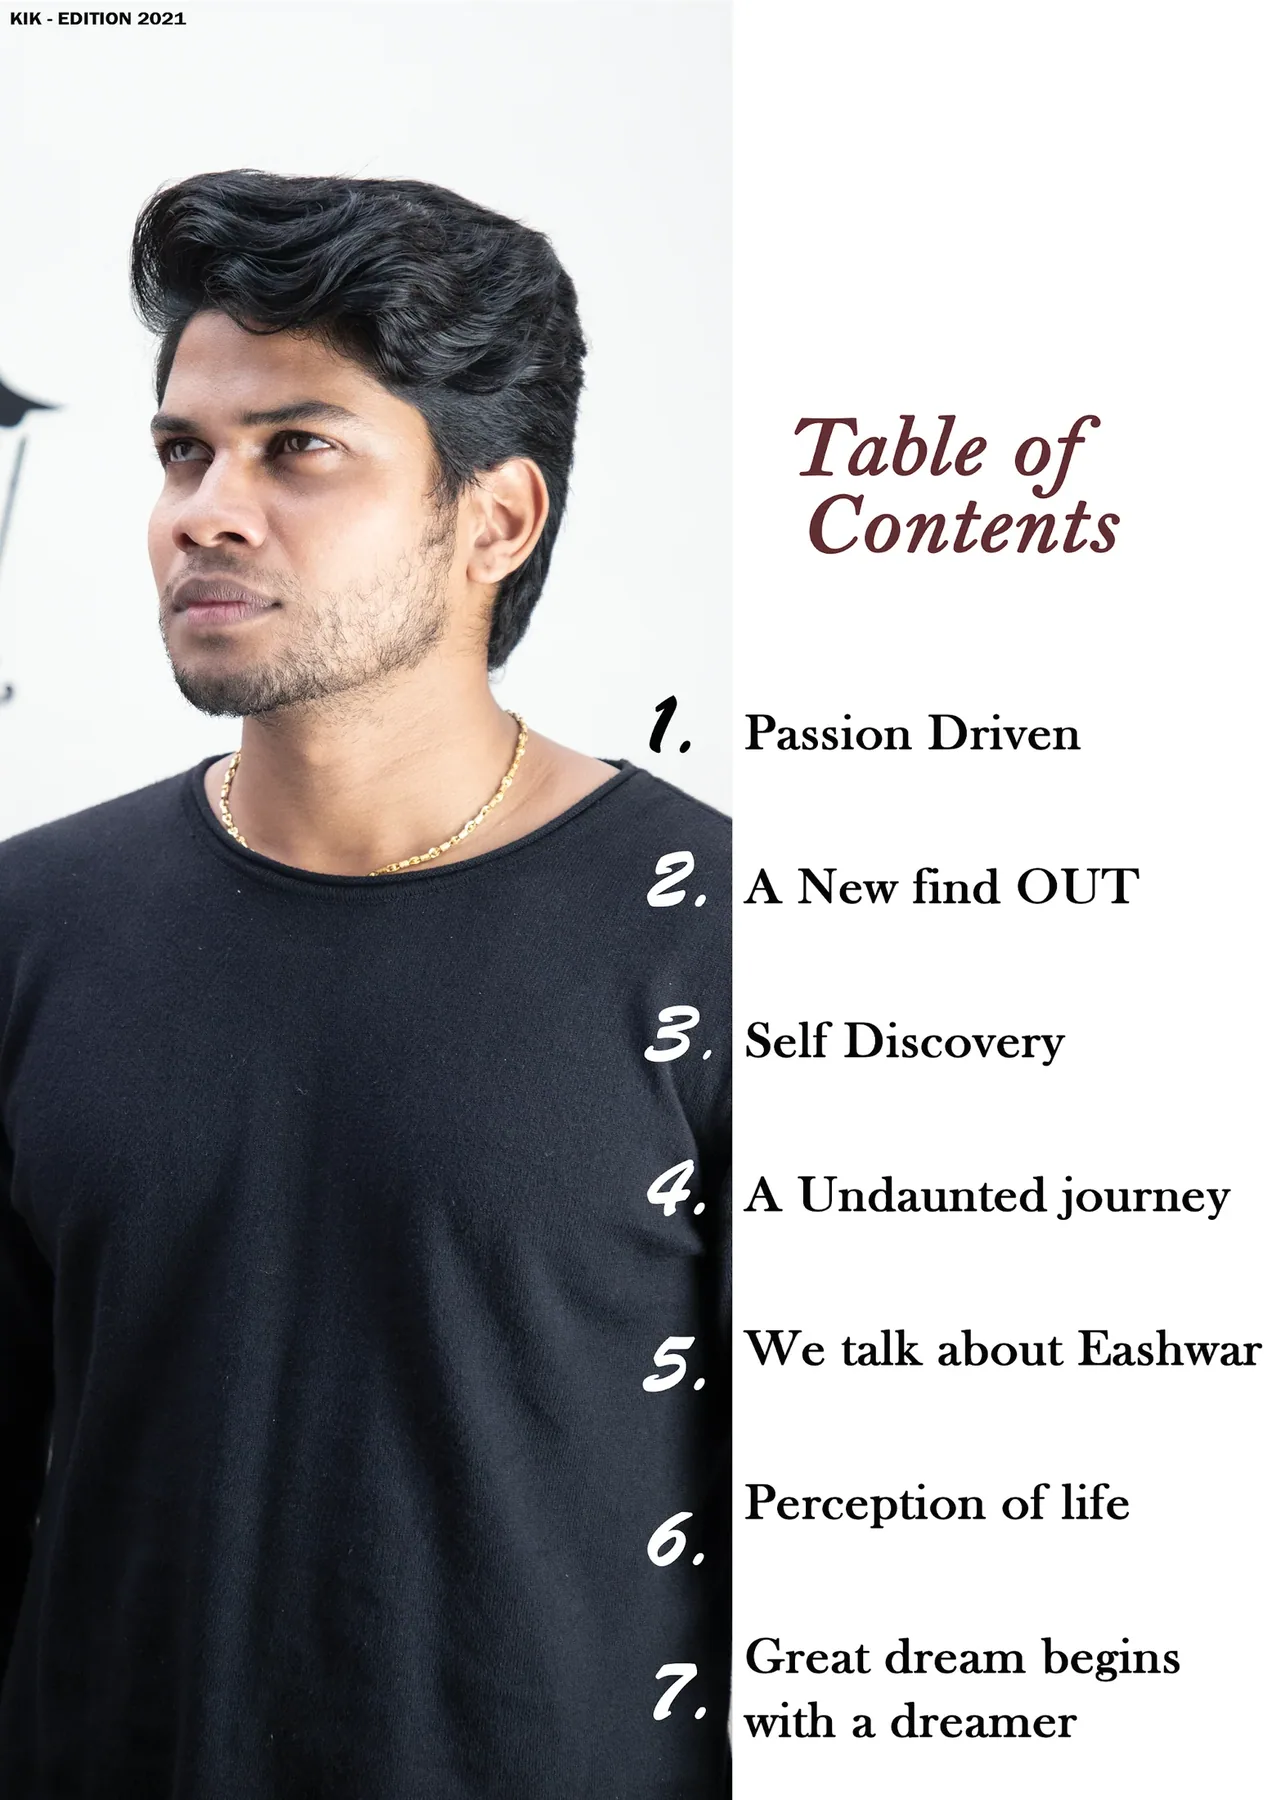 KIK - EDITION 2021
Table of
Contents
1. Passion Driven
2. A New find OUT
3. Self Discovery
4. A Undaunted journey
5. We talk about Eashwar
6. Perception of life
7. Great dream begins
with a dreamer